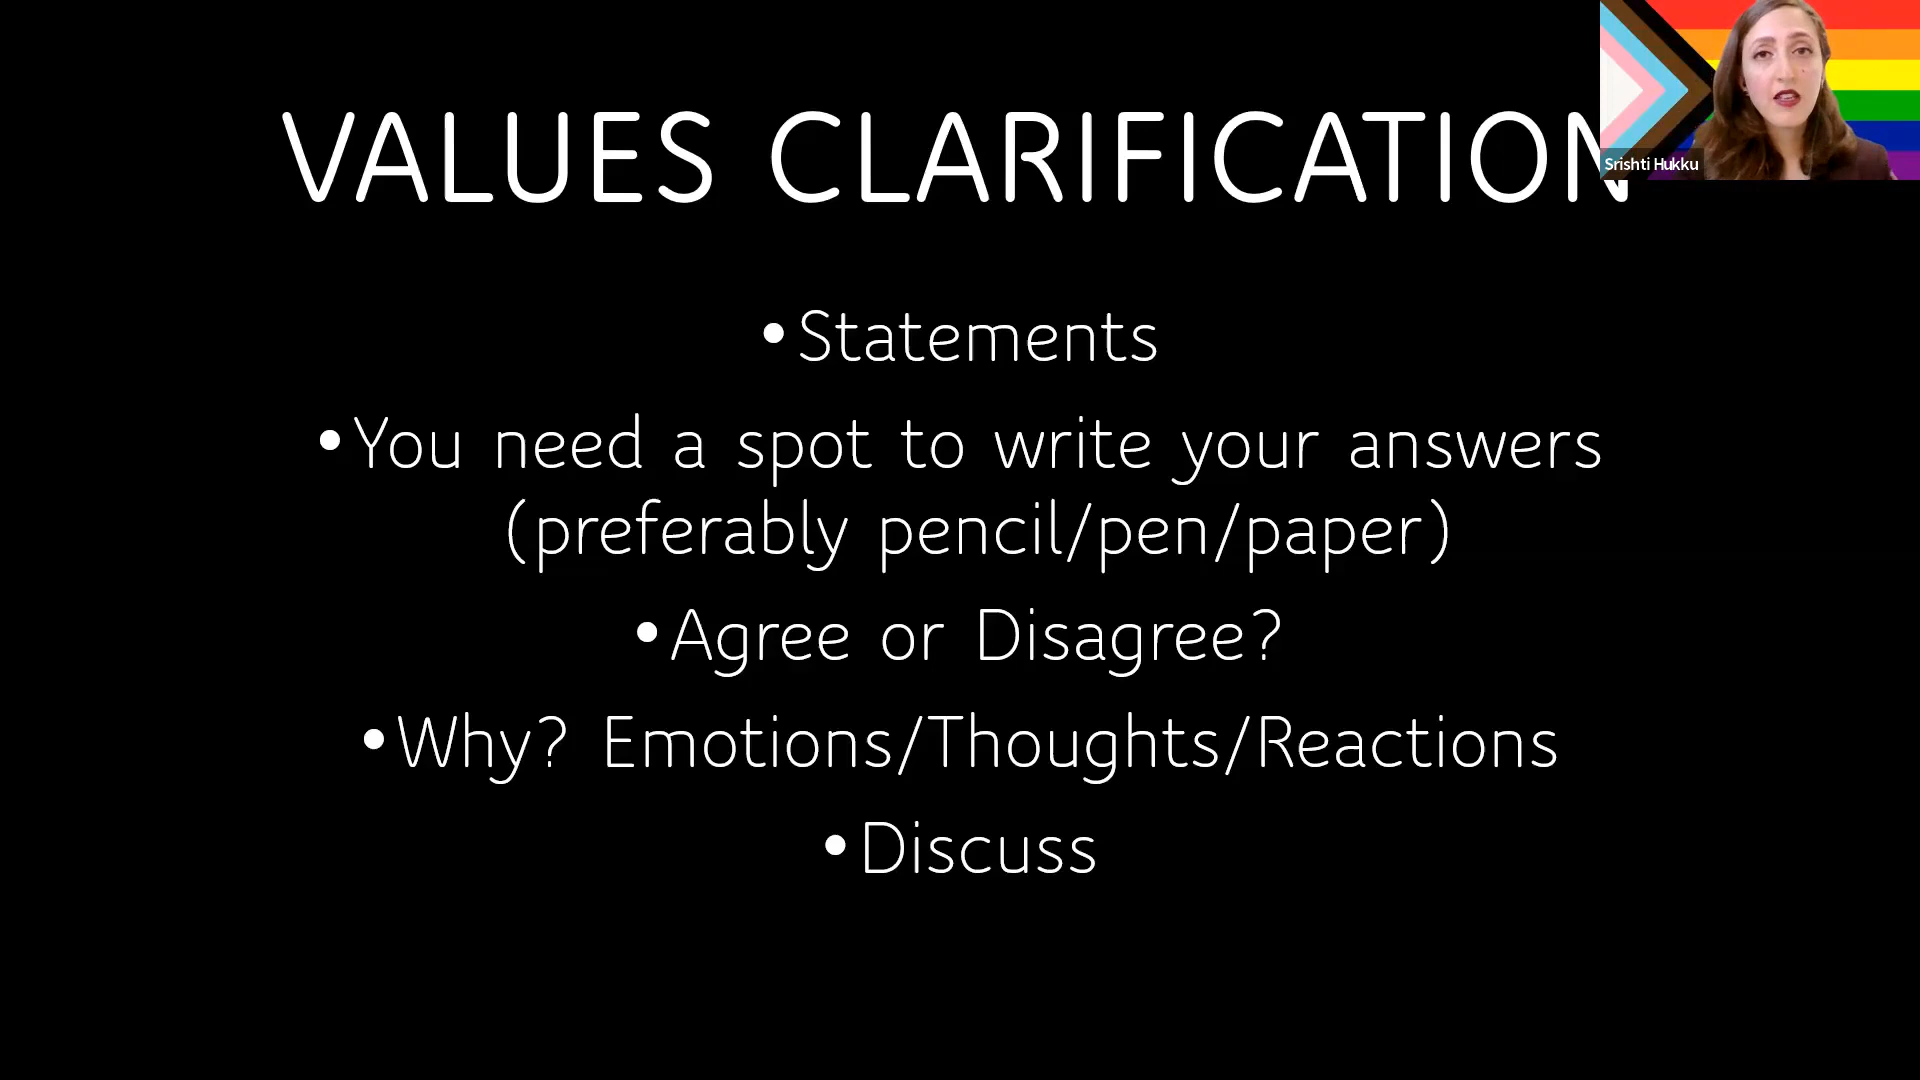 VALUES CLARIFICATION
Srishti Hukku
•Statements
•You need a spot to write your answers
(preferably pencil/pen/paper)
•Agree or Disagree?
•Why? Emotions/Thoughts/Reactions
•Discuss